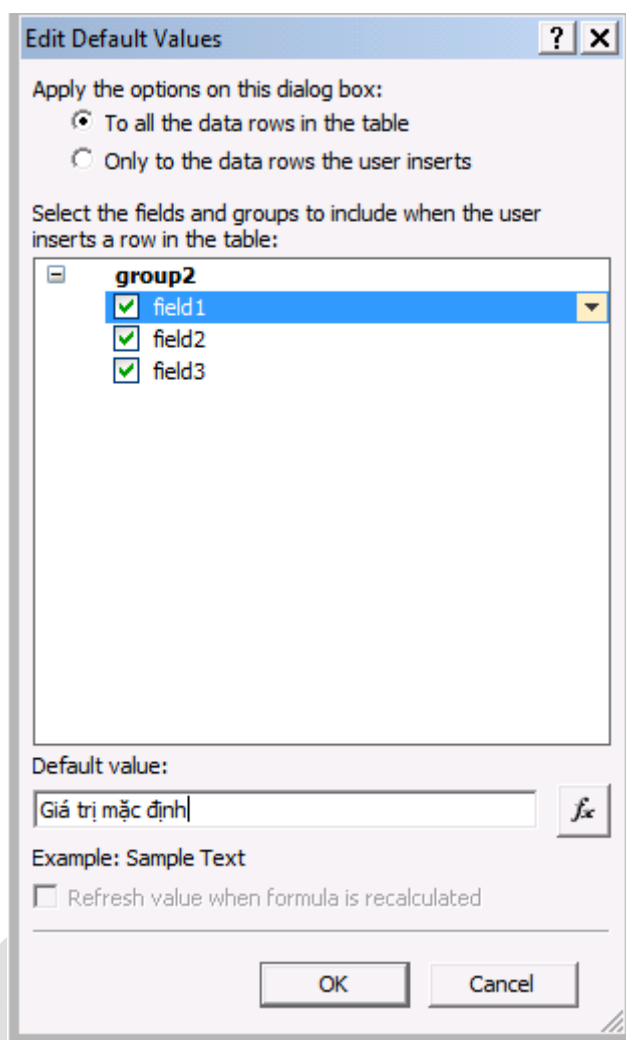 Edit Default Values
Apply the options on this dialog box:
To all the data rows in the table
Only to the data rows the user inserts
Select the fields and groups to include when the user
inserts a row in the table:
group2
field1
field2
field3
Default value:
Giá trị mặc định
fx
Example: Sample Text
Refresh value when formula is recalculated
OK Cancel